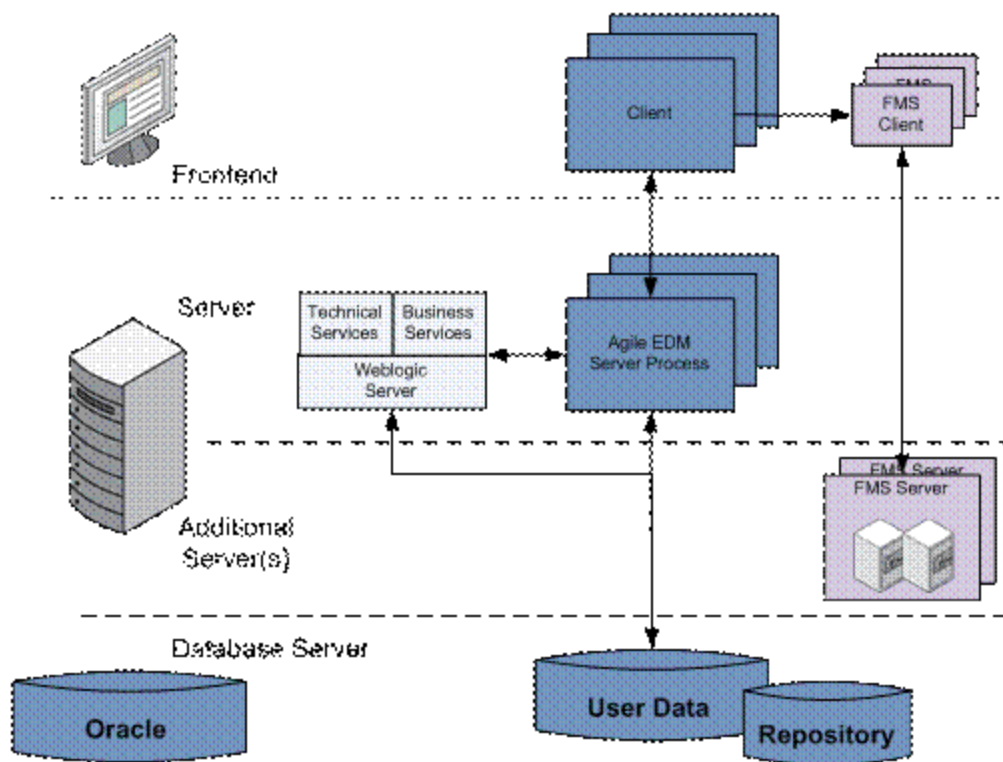 Client
FMS
FMS
Client
Frontend
Server
Technical
Services
Business
Services
Weblogic
Server
Agile EDM
Server Process
FMS Server
FMS Server
Additional
Server(s)
Database Server
Oracle
User Data
Repository